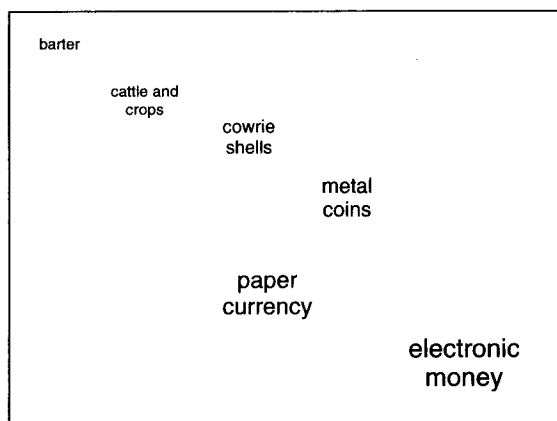 barter
cattle and
crops
cowrie
shells
metal
coins
paper
currency
electronic
money